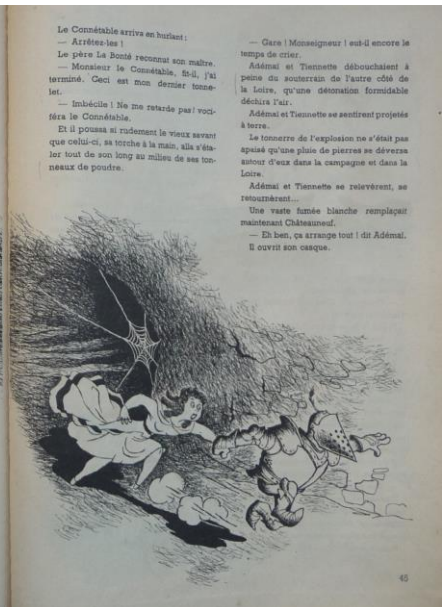 Le Connétable arriva en hurlant :
— Arrêtez-les !
Le père La Bonté reconnut son maître.
— Monsieur le Connétable, fit-il, j'ai
terminé. Ceci est mon dernier tonne-
let.
— Imbécile ! Ne me retarde pas ! voci-
féra le Connétable.
Et il poussa si rudement le vieux savant
que celui-ci, sa torche à la main, alla s'éta-
ler tout de son long au milieu de ses ton-
neaux de poudre.
— Gare ! Monseigneur ! eut-il encore le
temps de crier.
Adémaï et Tiennette débouchaient à
peine du souterrain de l'autre côté de
la Loire, qu'une détonation formidable
déchira l'air.
Adémaï et Tiennette se sentirent projetés
à terre.
Le tonnerre de l'explosion ne s'était pas
apaisé qu'une pluie de pierres se déversa
autour d'eux dans la campagne et dans la
Loire.
Adémaï et Tiennette se relevèrent, se
retournèrent...
Une vaste fumée blanche remplaçait
maintenant Châteauneuf.
— Eh ben, ça arrange tout ! dit Adémaï.
Il ouvrit son casque.
45